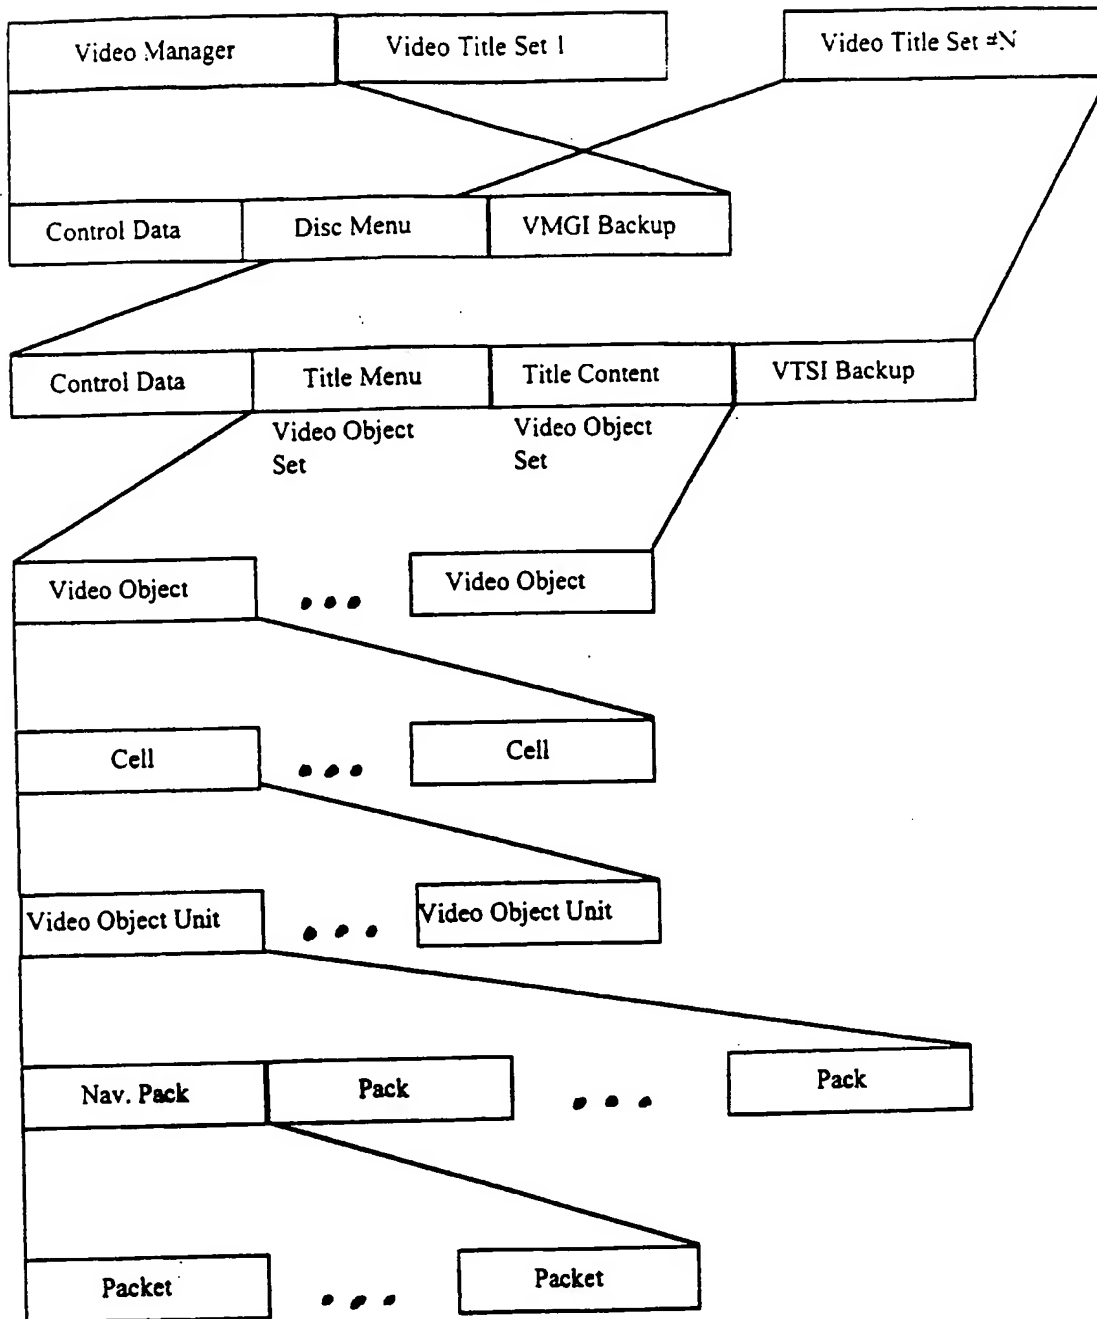 Video Manager
Video Title Set 1
Video Title Set #N
Control Data
Disc Menu
VMGI Backup
Control Data
Title Menu
Title Content
VTSI Backup
Video Object
Set
Video Object
Set
Video Object
Video Object
Cell
Cell
Video Object Unit
Video Object Unit
Nav. Pack
Pack
Pack
Packet
Packet